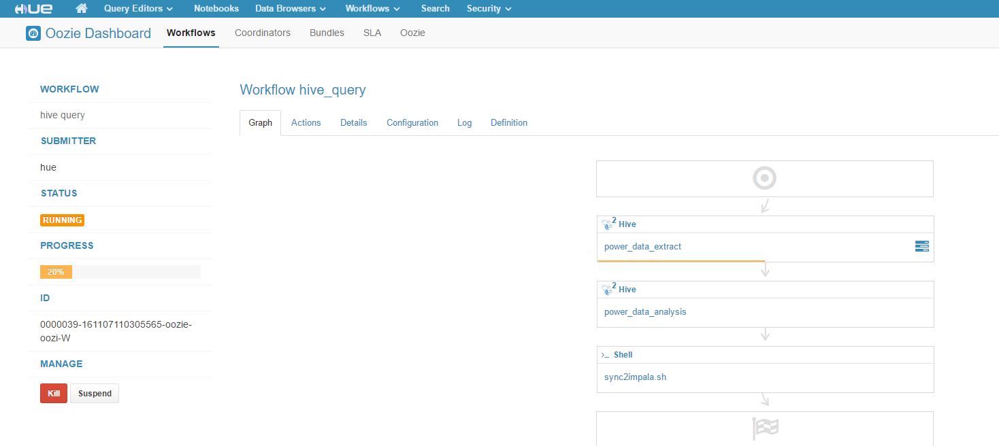 HUE Query Editors Notebooks Data Browsers Workflows Search Security
Oozie Dashboard Workflows Coordinators Bundles SLA Oozie
WORKFLOW
hive query
SUBMITTER
hue
STATUS
RUNNING
PROGRESS
20%
ID
0000039-161107110305565-oozie-
oozi-W
MANAGE
Kill Suspend
Workflow hive_query
Graph Actions Details Configuration Log Definition
2 Hive
power_data_extract
2 Hive
power_data_analysis
>_ Shell
sync2impala.sh